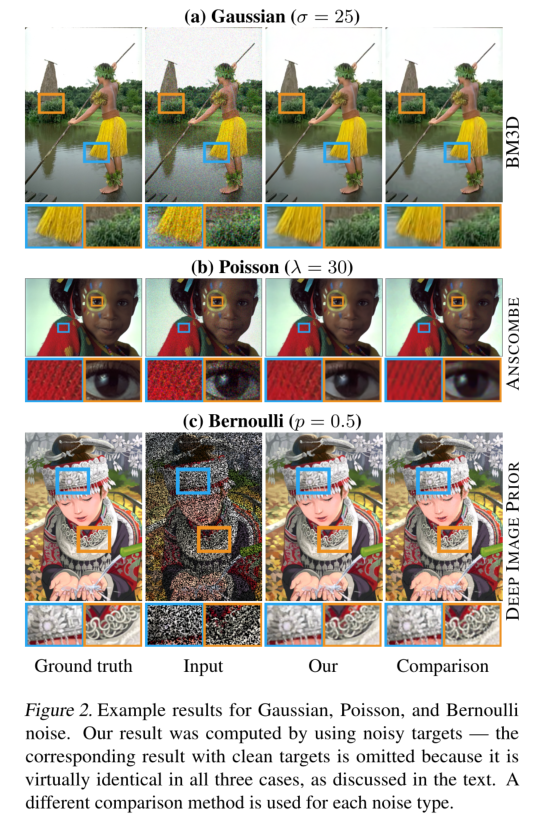 (a) Gaussian (σ = 25)
BM3D
(b) Poisson (λ = 30)
ANSCOMBE
(c) Bernoulli (p = 0.5)
DEEP IMAGE PRIOR
Ground truth Input Our Comparison
Figure 2. Example results for Gaussian, Poisson, and Bernoulli
noise. Our result was computed by using noisy targets — the
corresponding result with clean targets is omitted because it is
virtually identical in all three cases, as discussed in the text. A
different comparison method is used for each noise type.